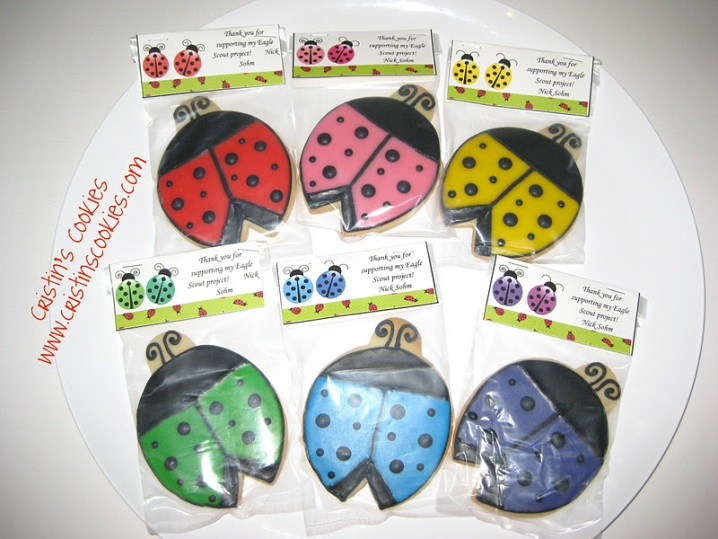 Thank you for
supporting my Eagle
Scout project! Nick
Sohm
Thank you for
supporting my Eagle
Scout project!
Nick Sohm
Thank you for
supporting my Eagle
Scout project!
Nick Sohm
Cristin's Cookies
www.cristinscookies.com
Thank you for
supporting my Eagle
Scout project! Nick
Sohm
Thank you for
supporting my Eagle
Scout project!
Nick Sohm
Thank you for
supporting my Eagle
Scout project!
Nick Sohm